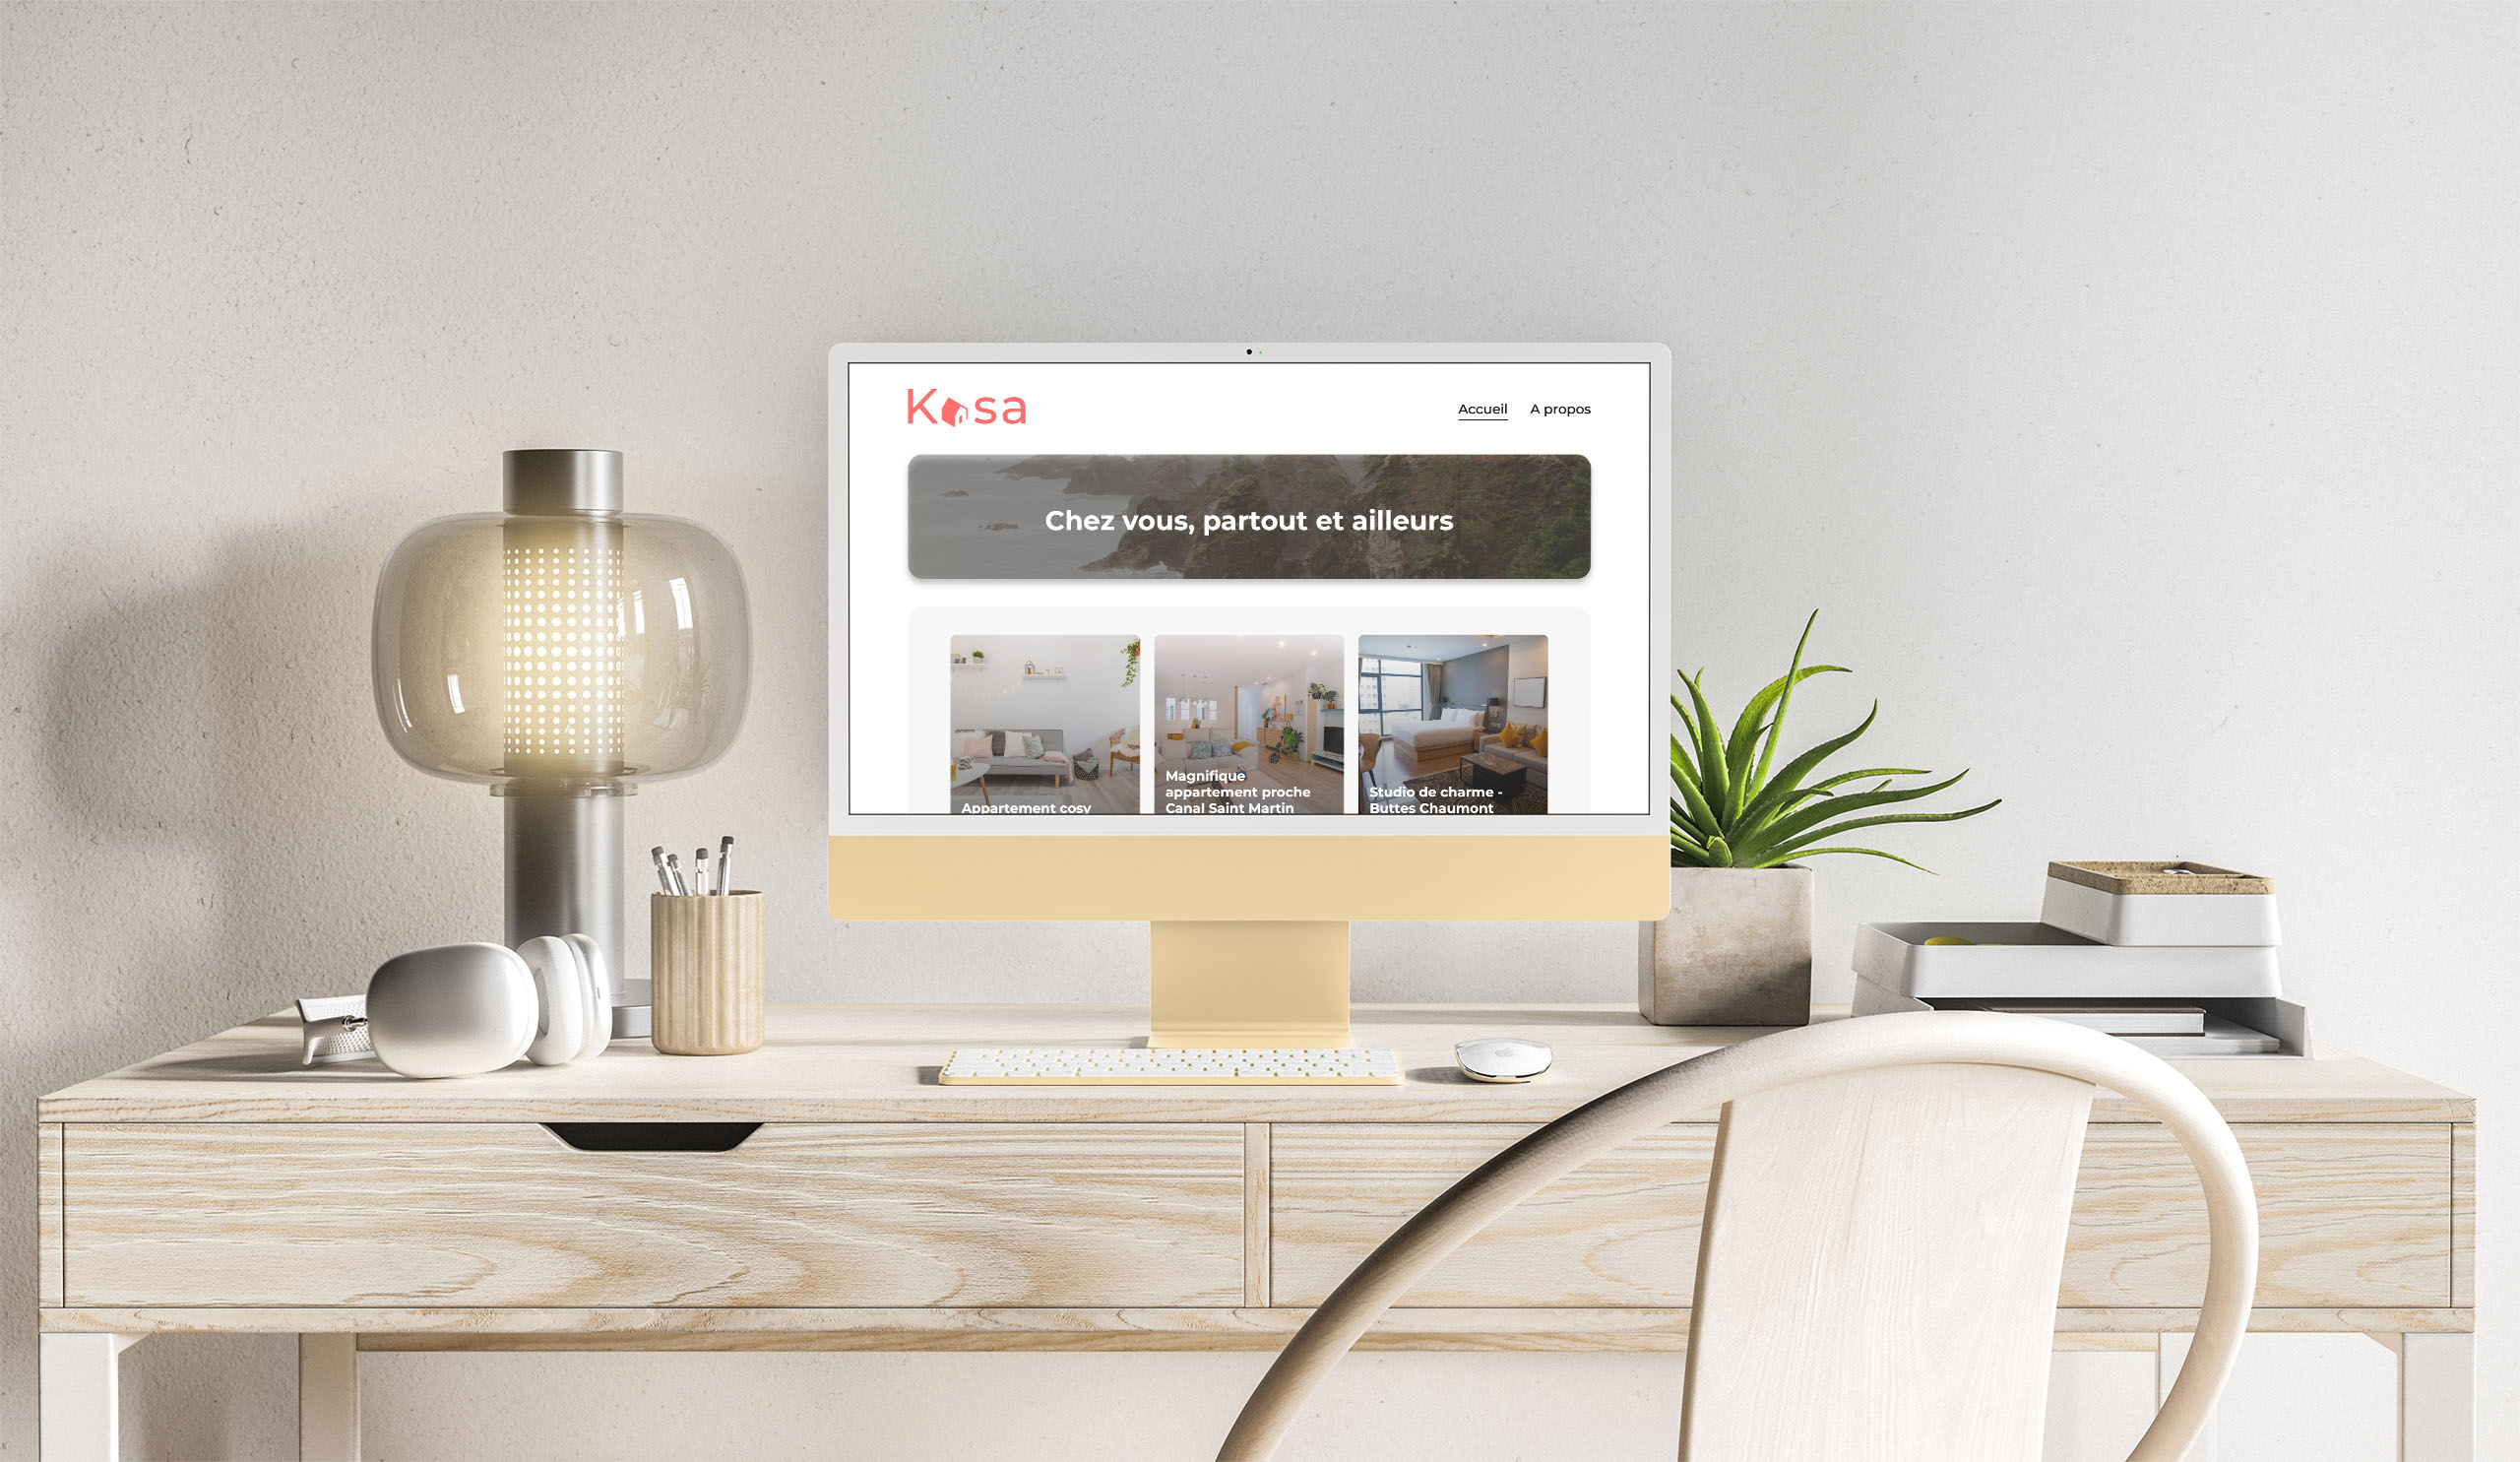 Kasa
Accueil A propos
Chez vous, partout et ailleurs
Appartement cosy
Magnifique
appartement proche
Canal Saint Martin
Studio de charme -
Buttes Chaumont